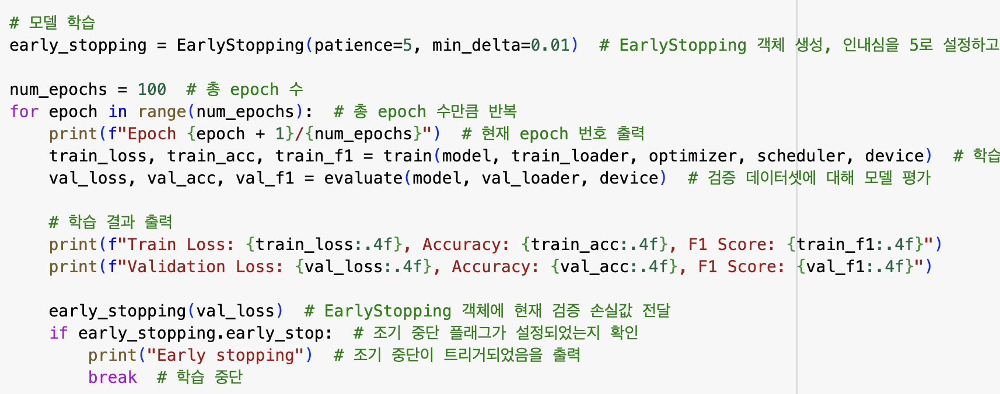 # 모델 학습
early_stopping = EarlyStopping(patience=5, min_delta=0.01)  # EarlyStopping 객체 생성, 인내심을 5로 설정하고
num_epochs = 100  # 총 epoch 수
for epoch in range(num_epochs):  # 총 epoch 수만큼 반복
    print(f"Epoch {epoch + 1}/{num_epochs}")  # 현재 epoch 번호 출력
    train_loss, train_acc, train_f1 = train(model, train_loader, optimizer, scheduler, device)  # 학습
    val_loss, val_acc, val_f1 = evaluate(model, val_loader, device)  # 검증 데이터셋에 대해 모델 평가
    # 학습 결과 출력
    print(f"Train Loss: {train_loss:.4f}, Accuracy: {train_acc:.4f}, F1 Score: {train_f1:.4f}")
    print(f"Validation Loss: {val_loss:.4f}, Accuracy: {val_acc:.4f}, F1 Score: {val_f1:.4f}")
    early_stopping(val_loss)  # EarlyStopping 객체에 현재 검증 손실값 전달
    if early_stopping.early_stop:  # 조기 중단 플래그가 설정되었는지 확인
        print("Early stopping")  # 조기 중단이 트리거되었음을 출력
        break  # 학습 중단